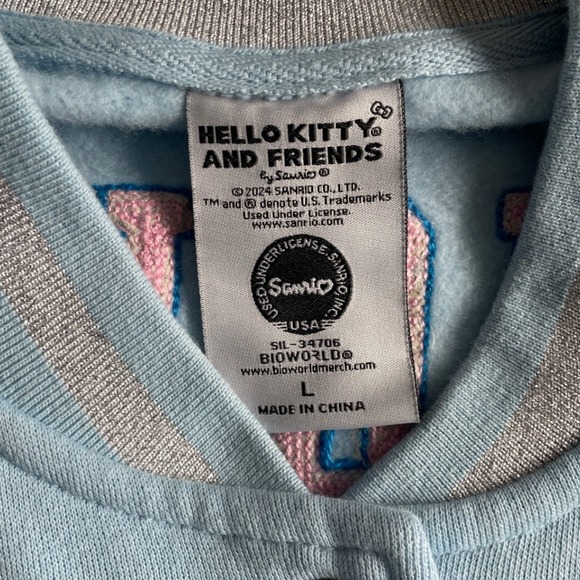 HELLO KITTY®
AND FRIENDS
by Sanrio ®
© 2024 SANRIO CO., LTD.
TM and ® denote U.S. Trademarks
Used Under License.
www.sanrio.com
USED UNDER LICENSE-SANRIO, INC.
Sanrio
USA
SIL-34706
BIOWORLD®
www.bioworldmerch.com
L
MADE IN CHINA